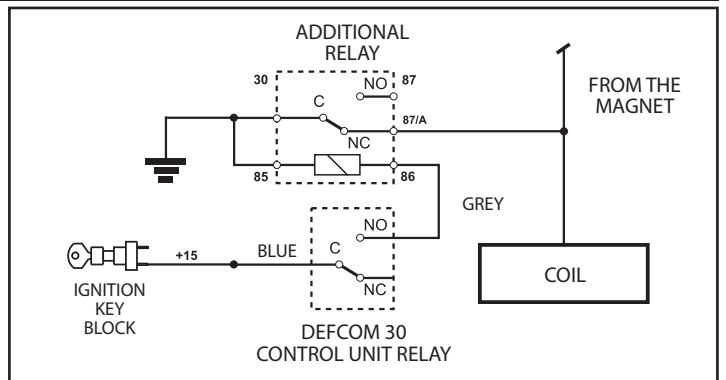 ADDITIONAL
RELAY
30
NO
87
C
87/A
NC
85
86
FROM THE
MAGNET
GREY
NO
C
NC
+15
BLUE
IGNITION
KEY
BLOCK
COIL
DEFCOM 30
CONTROL UNIT RELAY